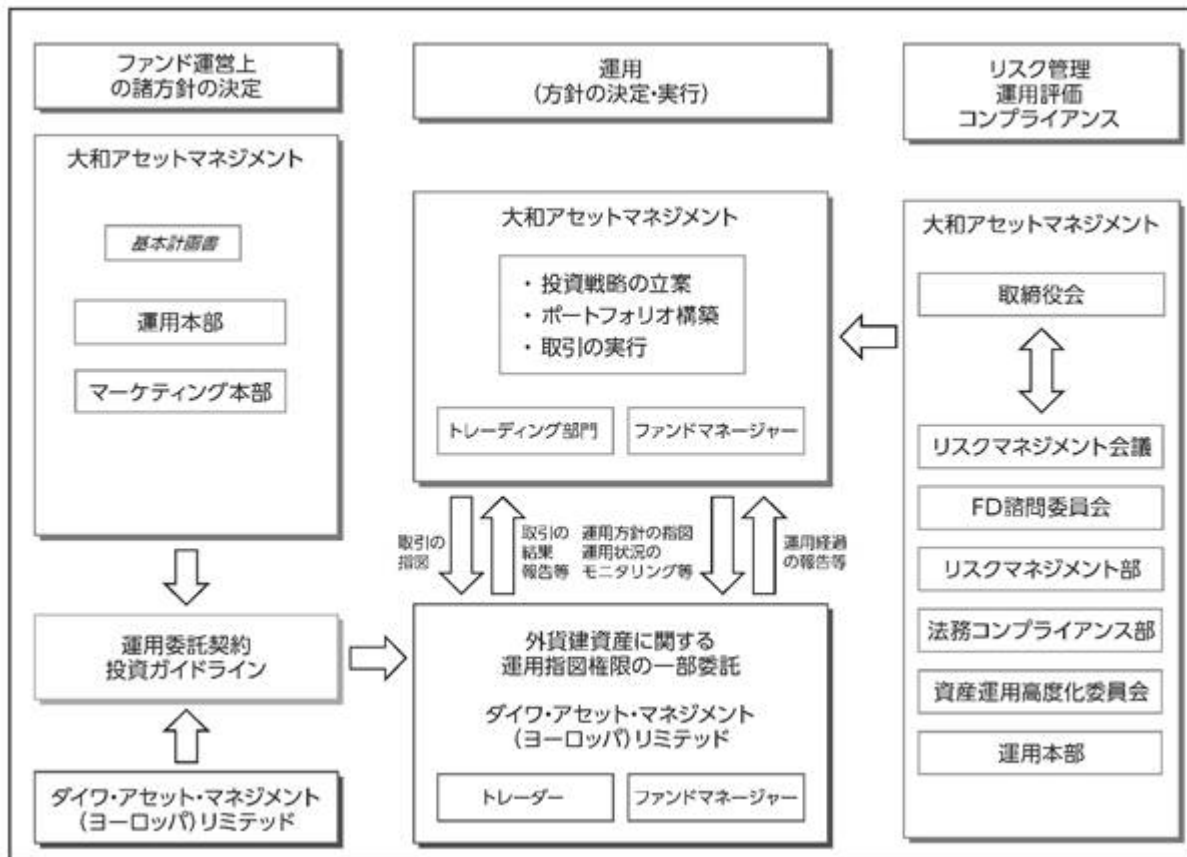 ファンド運営上
の諸方針の決定
大和アセットマネジメント
基本計画書
運用本部
マーケティング本部
運用委託契約
投資ガイドライン
ダイワ・アセット・マネジメント
(ヨーロッパ)リミテッド
運用
(方針の決定・実行)
大和アセットマネジメント
・ 投資戦略の立案
・ ポートフォリオ構築
・ 取引の実行
トレーディング部門
ファンドマネージャー
取引の
指図
取引の
結果
報告等
運用方針の指図
運用状況の
モニタリング等
運用経過
の報告等
外貨建資産に関する
運用指図権限の一部委託
ダイワ・アセット・マネジメント
(ヨーロッパ)リミテッド
トレーダー
ファンドマネージャー
リスク管理
運用評価
コンプライアンス
大和アセットマネジメント
取締役会
リスクマネジメント会議
FD諮問委員会
リスクマネジメント部
法務コンプライアンス部
資産運用高度化委員会
運用本部